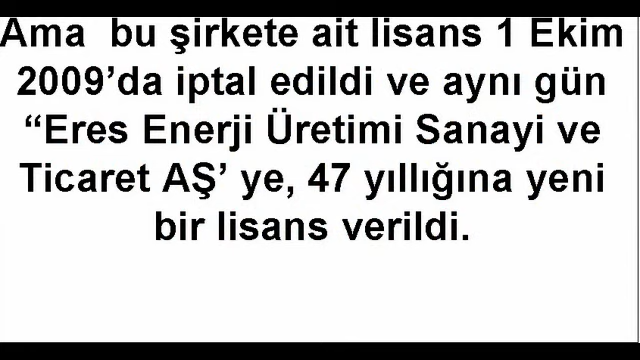 Ama bu şirkete ait lisans 1 Ekim
2009’da iptal edildi ve aynı gün
“Eres Enerji Üretimi Sanayi ve
Ticaret AŞ’ ye, 47 yıllığına yeni
bir lisans verildi.